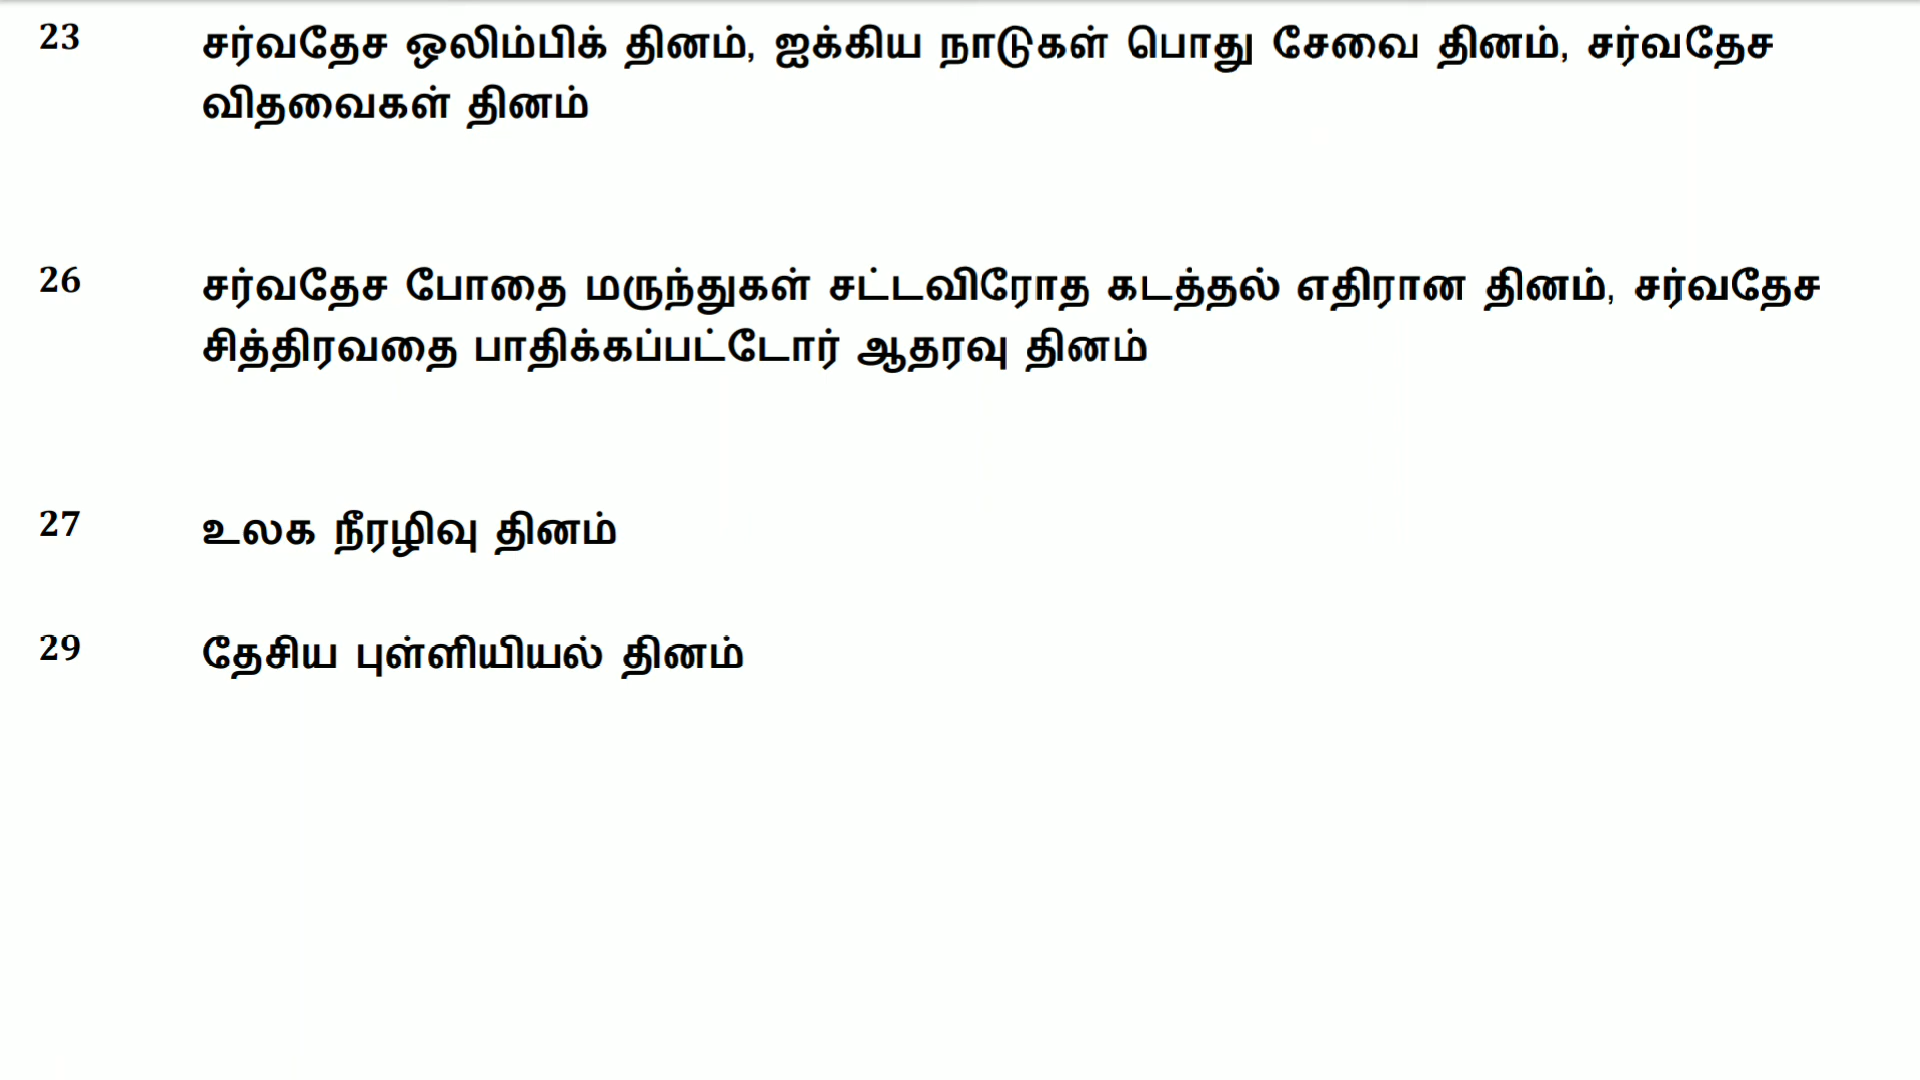 23 சர்வதேச ஒலிம்பிக் தினம், ஐக்கிய நாடுகள் பொது சேவை தினம், சர்வதேச
விதவைகள் தினம்
26 சர்வதேச போதை மருந்துகள் சட்டவிரோத கடத்தல் எதிரான தினம், சர்வதேச
சித்திரவதை பாதிக்கப்பட்டோர் ஆதரவு தினம்
27 உலக நீரழிவு தினம்
29 தேசிய புள்ளியியல் தினம்